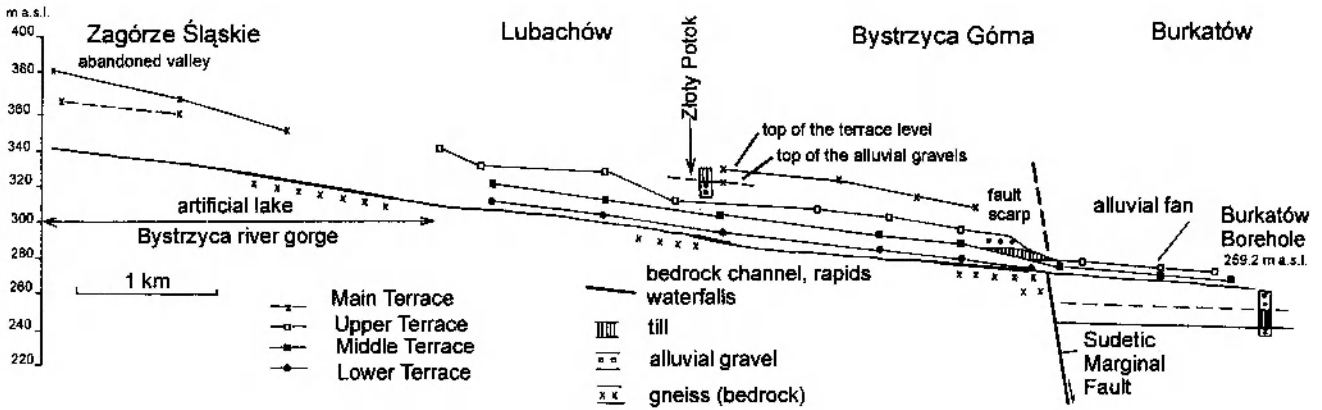 m a.s.l.
400
380
360
340
320
300
280
260
240
220
Zagórze Śląskie
abandoned valley
Lubachów
Złoty Potok
Bystrzyca Górna
Burkatów
top of the terrace level
top of the alluvial gravels
fault
scarp
alluvial fan
Burkatów
Borehole
259.2 m a.s.l.
artificial lake
Bystrzyca river gorge
1 km
Main Terrace
Upper Terrace
Middle Terrace
Lower Terrace
bedrock channel, rapids
waterfalls
till
alluvial gravel
gneiss (bedrock)
Sudetic
Marginal
Fault